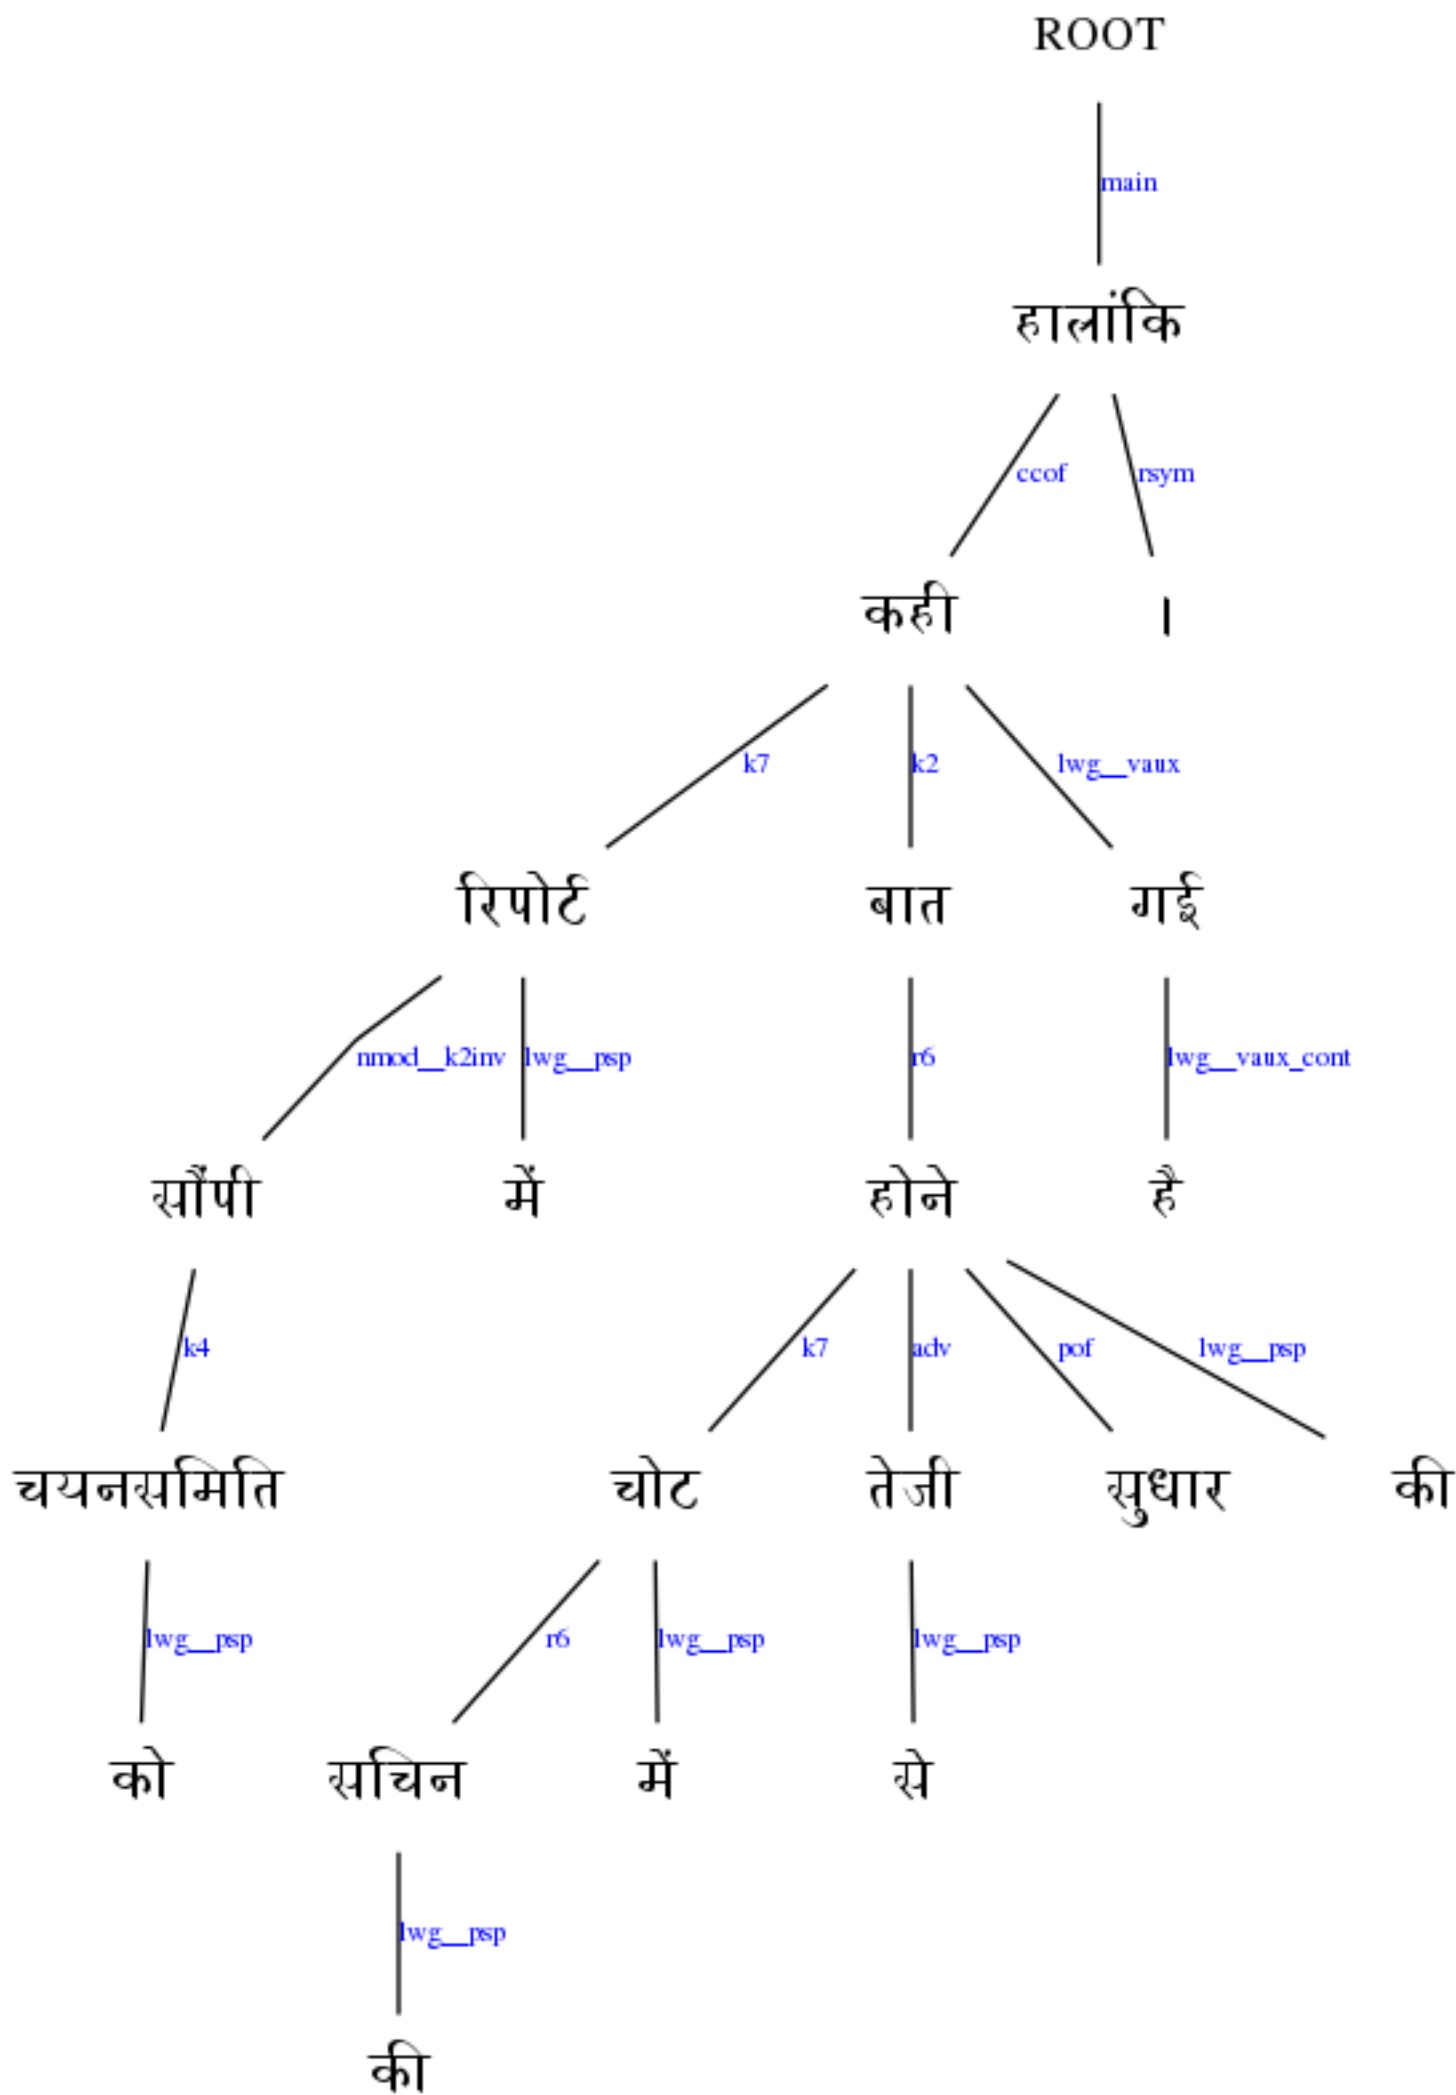 ROOT
main
हालांकि
ccof rsym
कही ।
k7 k2 lwg__vaux
रिपोर्ट बात गई
nmod__k2inv lwg__psp r6 lwg__vaux_cont
सौंपी में होने है
k4 k7 adv pof lwg__psp
चयनसमिति चोट तेजी सुधार की
lwg__psp r6 lwg__psp lwg__psp
को सचिन में से
lwg__psp
की